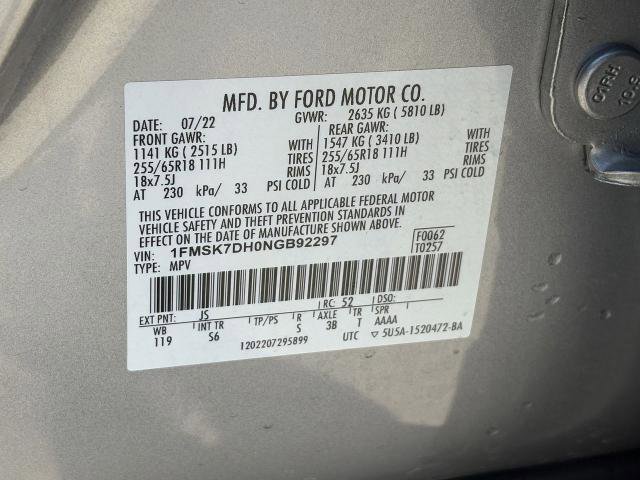 MFD. BY FORD MOTOR CO.
DATE: 07/22 GVWR: 2635 KG ( 5810 LB)
FRONT GAWR: REAR GAWR:
1141 KG ( 2515 LB) WITH 1547 KG ( 3410 LB) WITH
255/65R18 111H TIRES 255/65R18 111H TIRES
18x7.5J RIMS 18x7.5J RIMS
AT 230 kPa/ 33 PSI COLD AT 230 kPa/ 33 PSI COLD
THIS VEHICLE CONFORMS TO ALL APPLICABLE FEDERAL MOTOR
VEHICLE SAFETY AND THEFT PREVENTION STANDARDS IN
EFFECT ON THE DATE OF MANUFACTURE SHOWN ABOVE.
VIN: 1FMSK7DH0NGB92297 F0062
TYPE: MPV T0257
EXT PNT: JS RC: 52 DSO:
WB INT TR TP/PS R AXLE TR SPR
119 S6 S 3B T AAAA
1202207295899 UTC ▽ 5U5A-1520472-BA
01RH
10.S